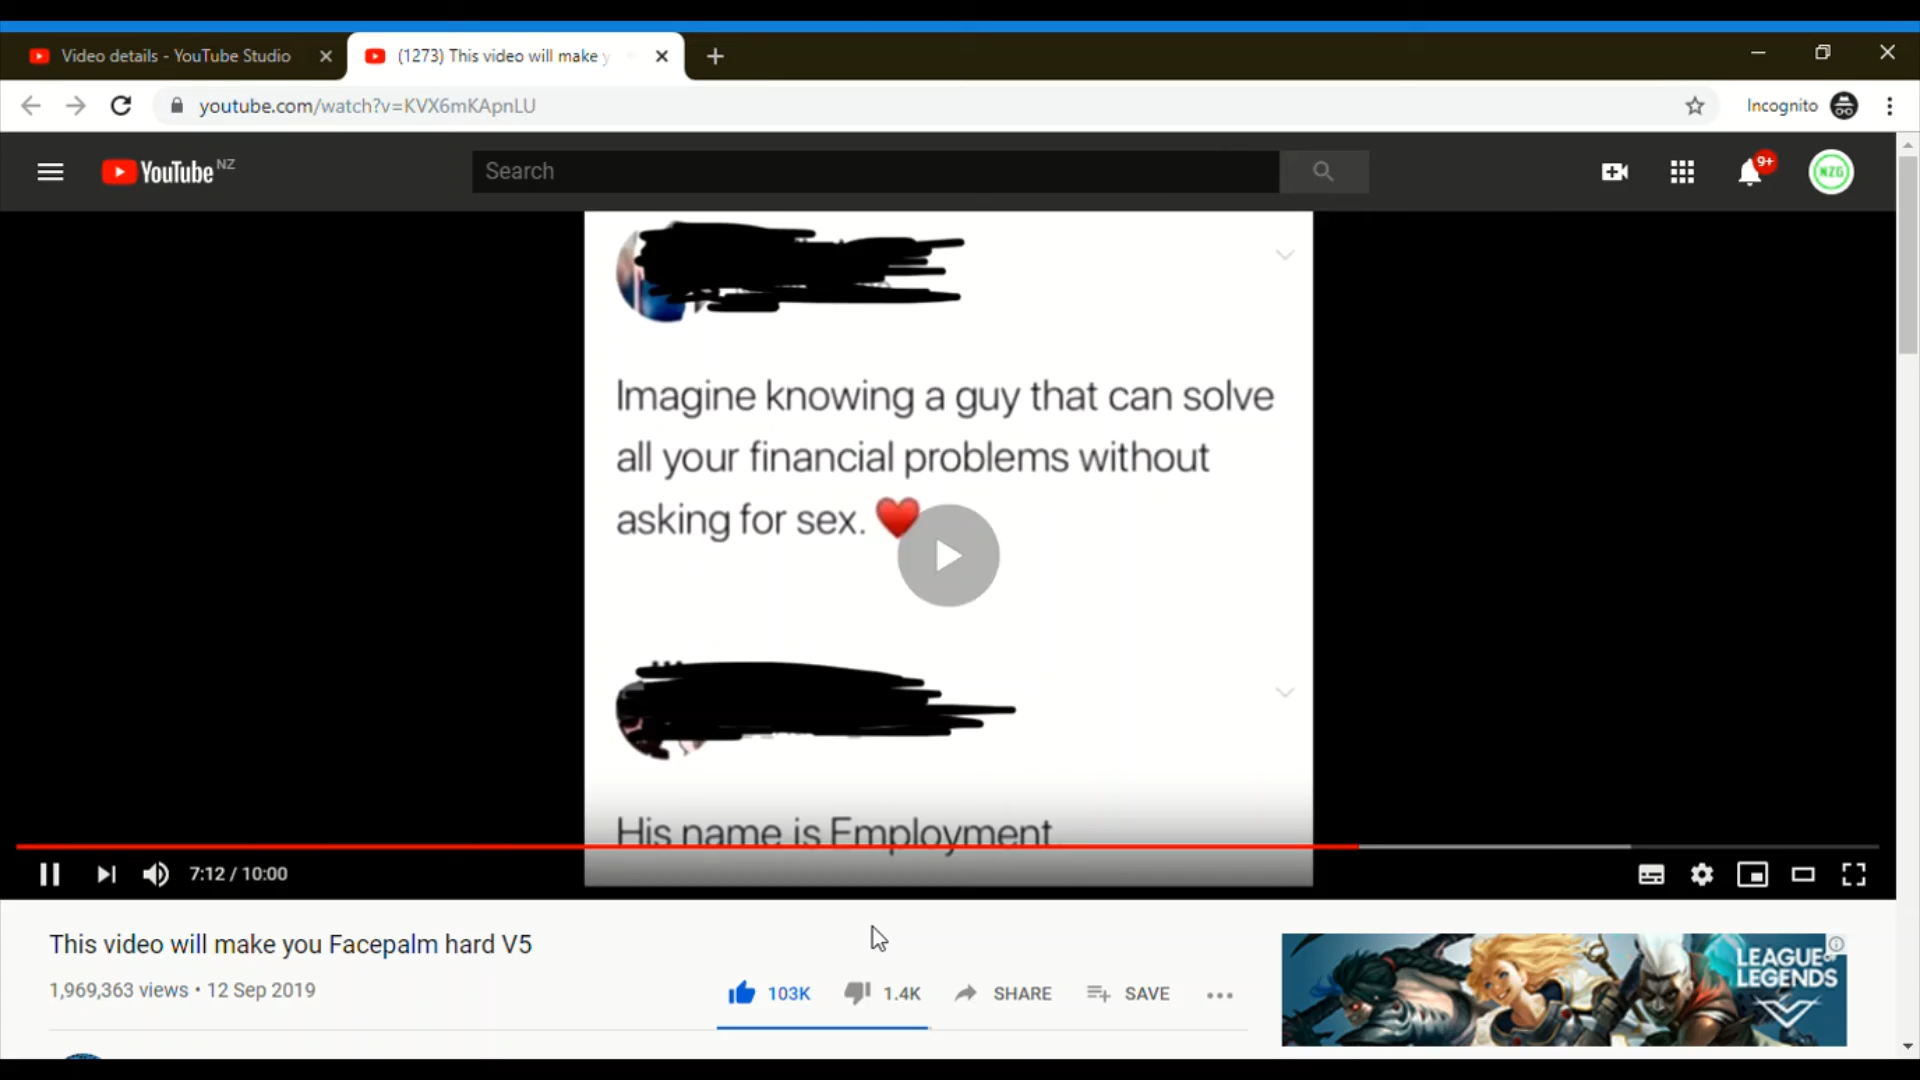 Video details - YouTube Studio
(1273) This video will make y
youtube.com/watch?v=KVX6mKApnLU
Incognito
YouTube NZ
Search
9+
NZG
Imagine knowing a guy that can solve
all your financial problems without
asking for sex. ❤️
His name is Employment
7:12 / 10:00
This video will make you Facepalm hard V5
1,969,363 views • 12 Sep 2019
103K
1.4K
SHARE
SAVE
LEAGUE OF
LEGENDS